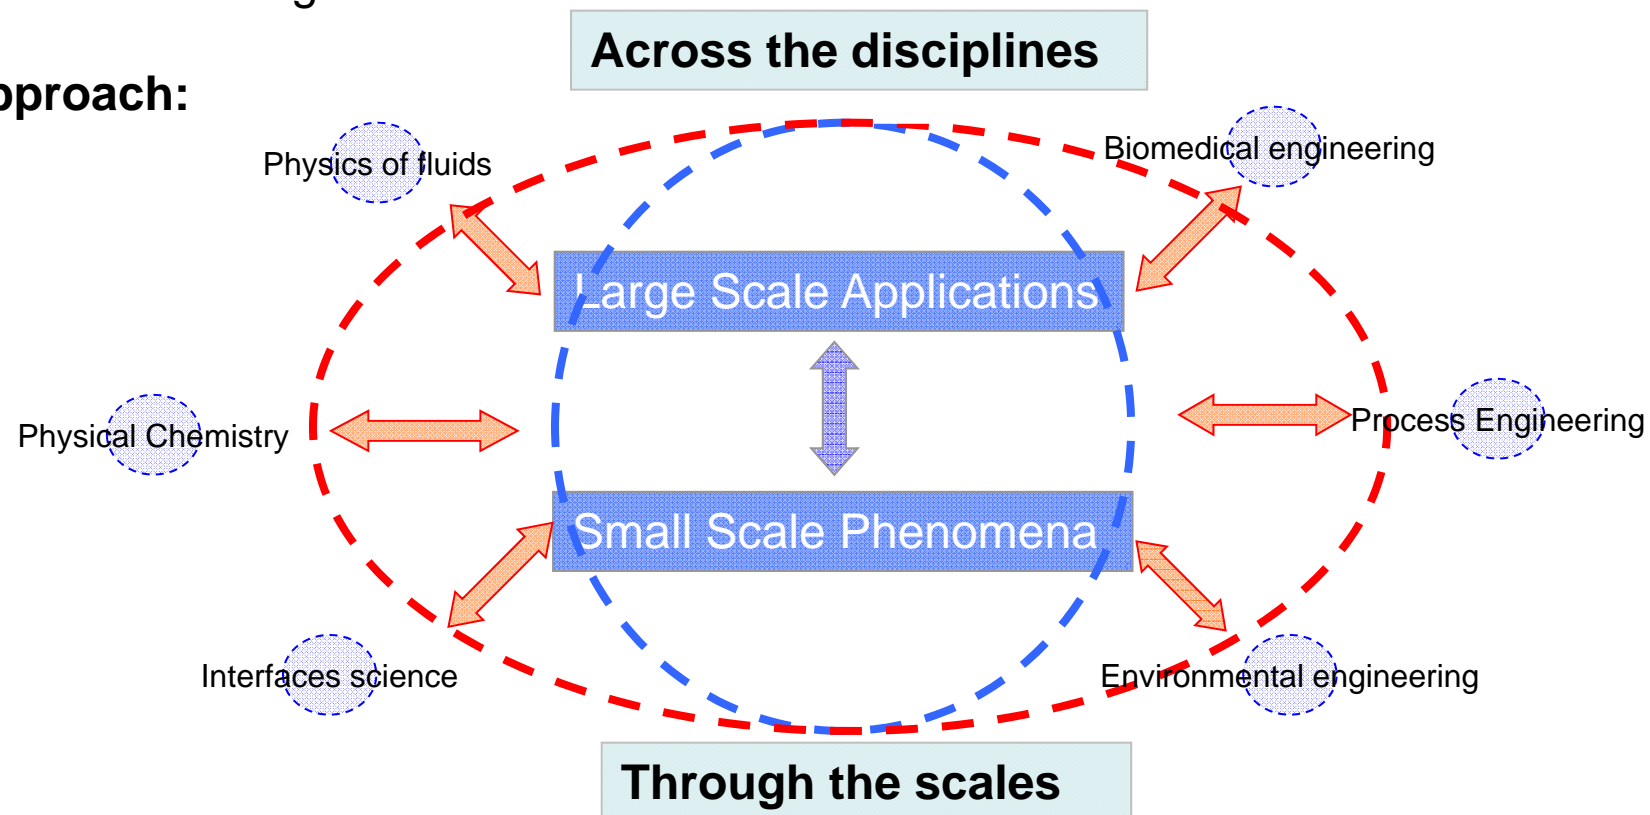 Across the disciplines
pproach:
Physics of fluids
Biomedical engineering
Large Scale Applications
Physical Chemistry
Process Engineering
Small Scale Phenomena
Interfaces science
Environmental engineering
Through the scales